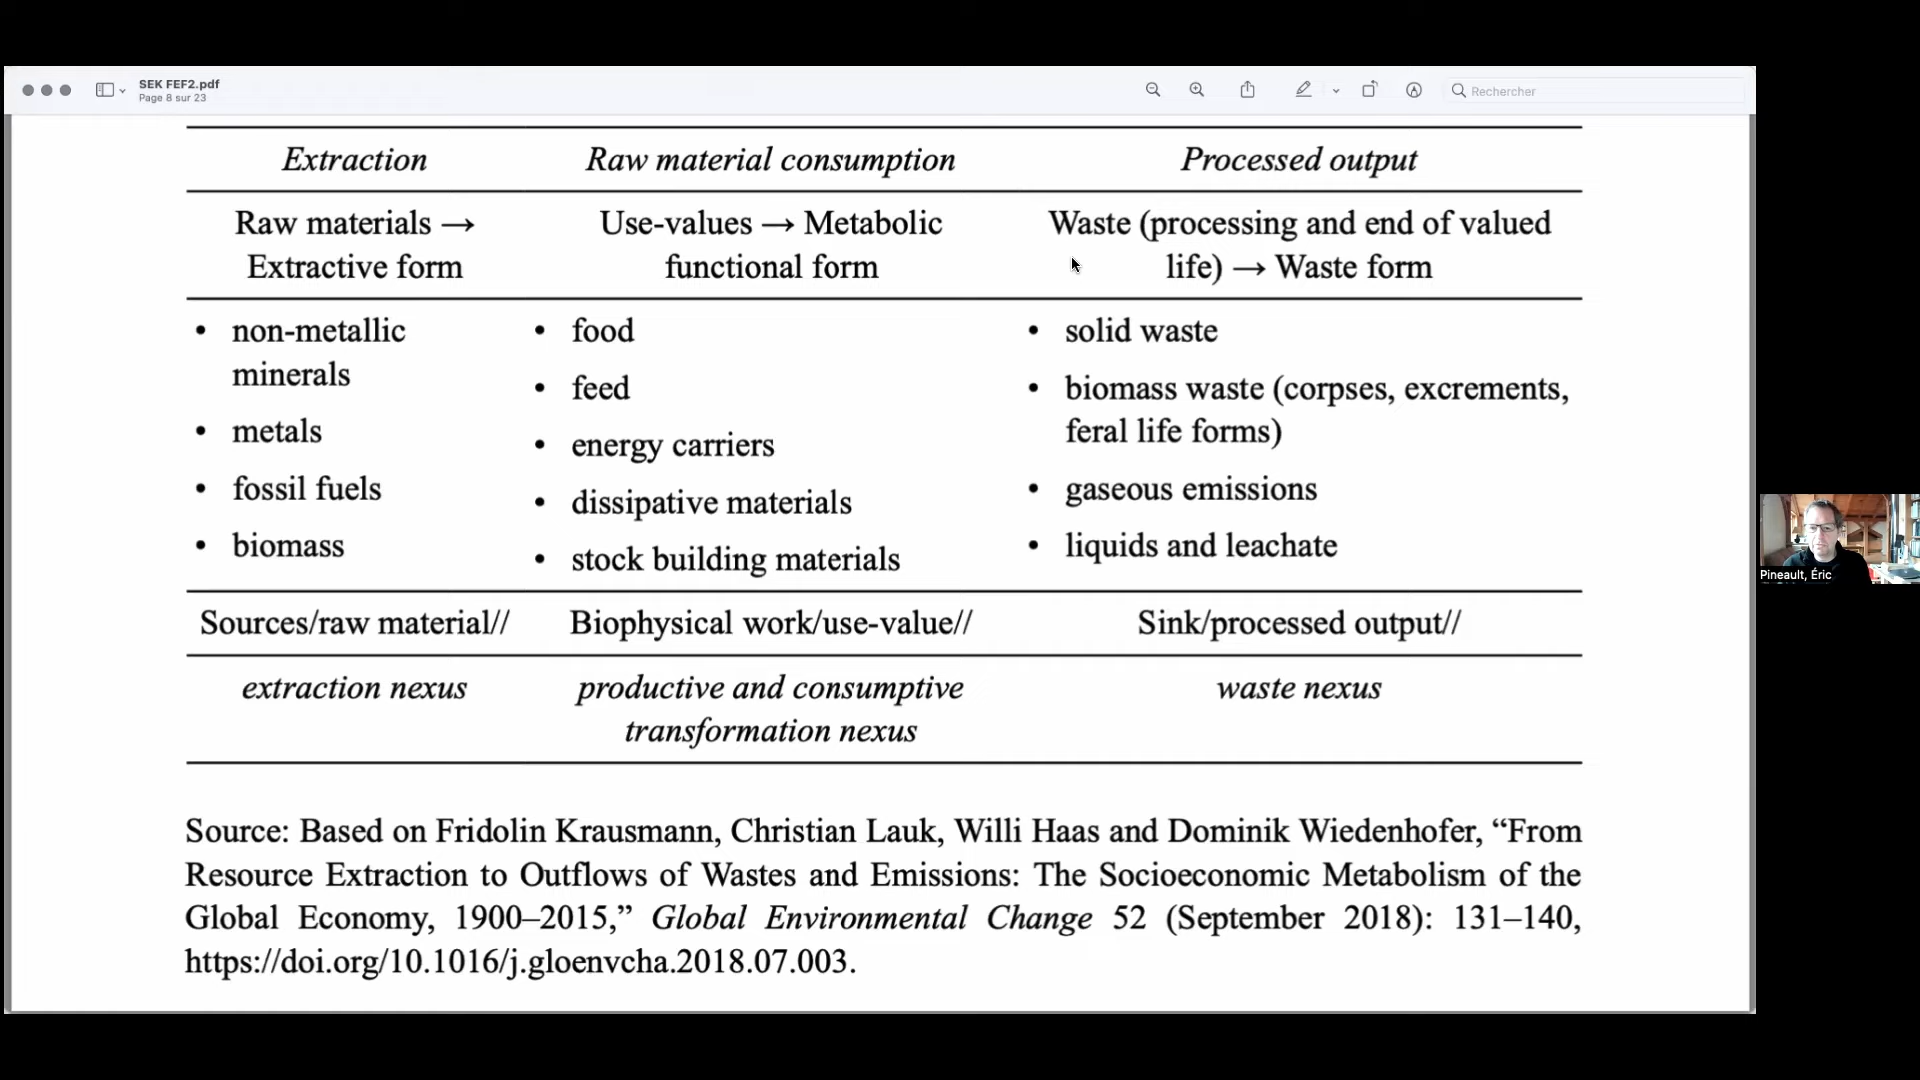 SEK FEF2.pdf
Page 8 sur 23
Rechercher
Extraction
Raw material consumption
Processed output
Raw materials →
Extractive form
Use-values → Metabolic
functional form
Waste (processing and end of valued
life) → Waste form
• non-metallic
minerals
• metals
• fossil fuels
• biomass
• food
• feed
• energy carriers
• dissipative materials
• stock building materials
• solid waste
• biomass waste (corpses, excrements,
feral life forms)
• gaseous emissions
• liquids and leachate
Sources/raw material//
Biophysical work/use-value//
Sink/processed output//
extraction nexus
productive and consumptive
transformation nexus
waste nexus
Source: Based on Fridolin Krausmann, Christian Lauk, Willi Haas and Dominik Wiedenhofer, “From
Resource Extraction to Outflows of Wastes and Emissions: The Socioeconomic Metabolism of the
Global Economy, 1900–2015,” Global Environmental Change 52 (September 2018): 131–140,
https://doi.org/10.1016/j.gloenvcha.2018.07.003.
Pineault, Éric